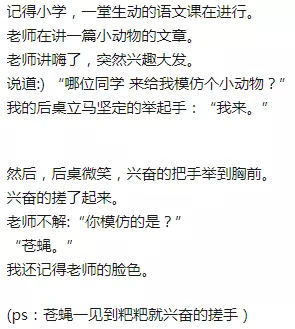 记得小学，一堂生动的语文课在进行。
老师在讲一篇小动物的文章。
老师讲嗨了，突然兴趣大发。
说道:) “哪位同学 来给我模仿个小动物？”
我的后桌立马坚定的举起手：“我来。”
然后，后桌微笑，兴奋的把手举到胸前。
兴奋的搓了起来。
老师不解:“你模仿的是？”
“苍蝇。”
我还记得老师的脸色。
(ps：苍蝇一见到粑粑就兴奋的搓手）